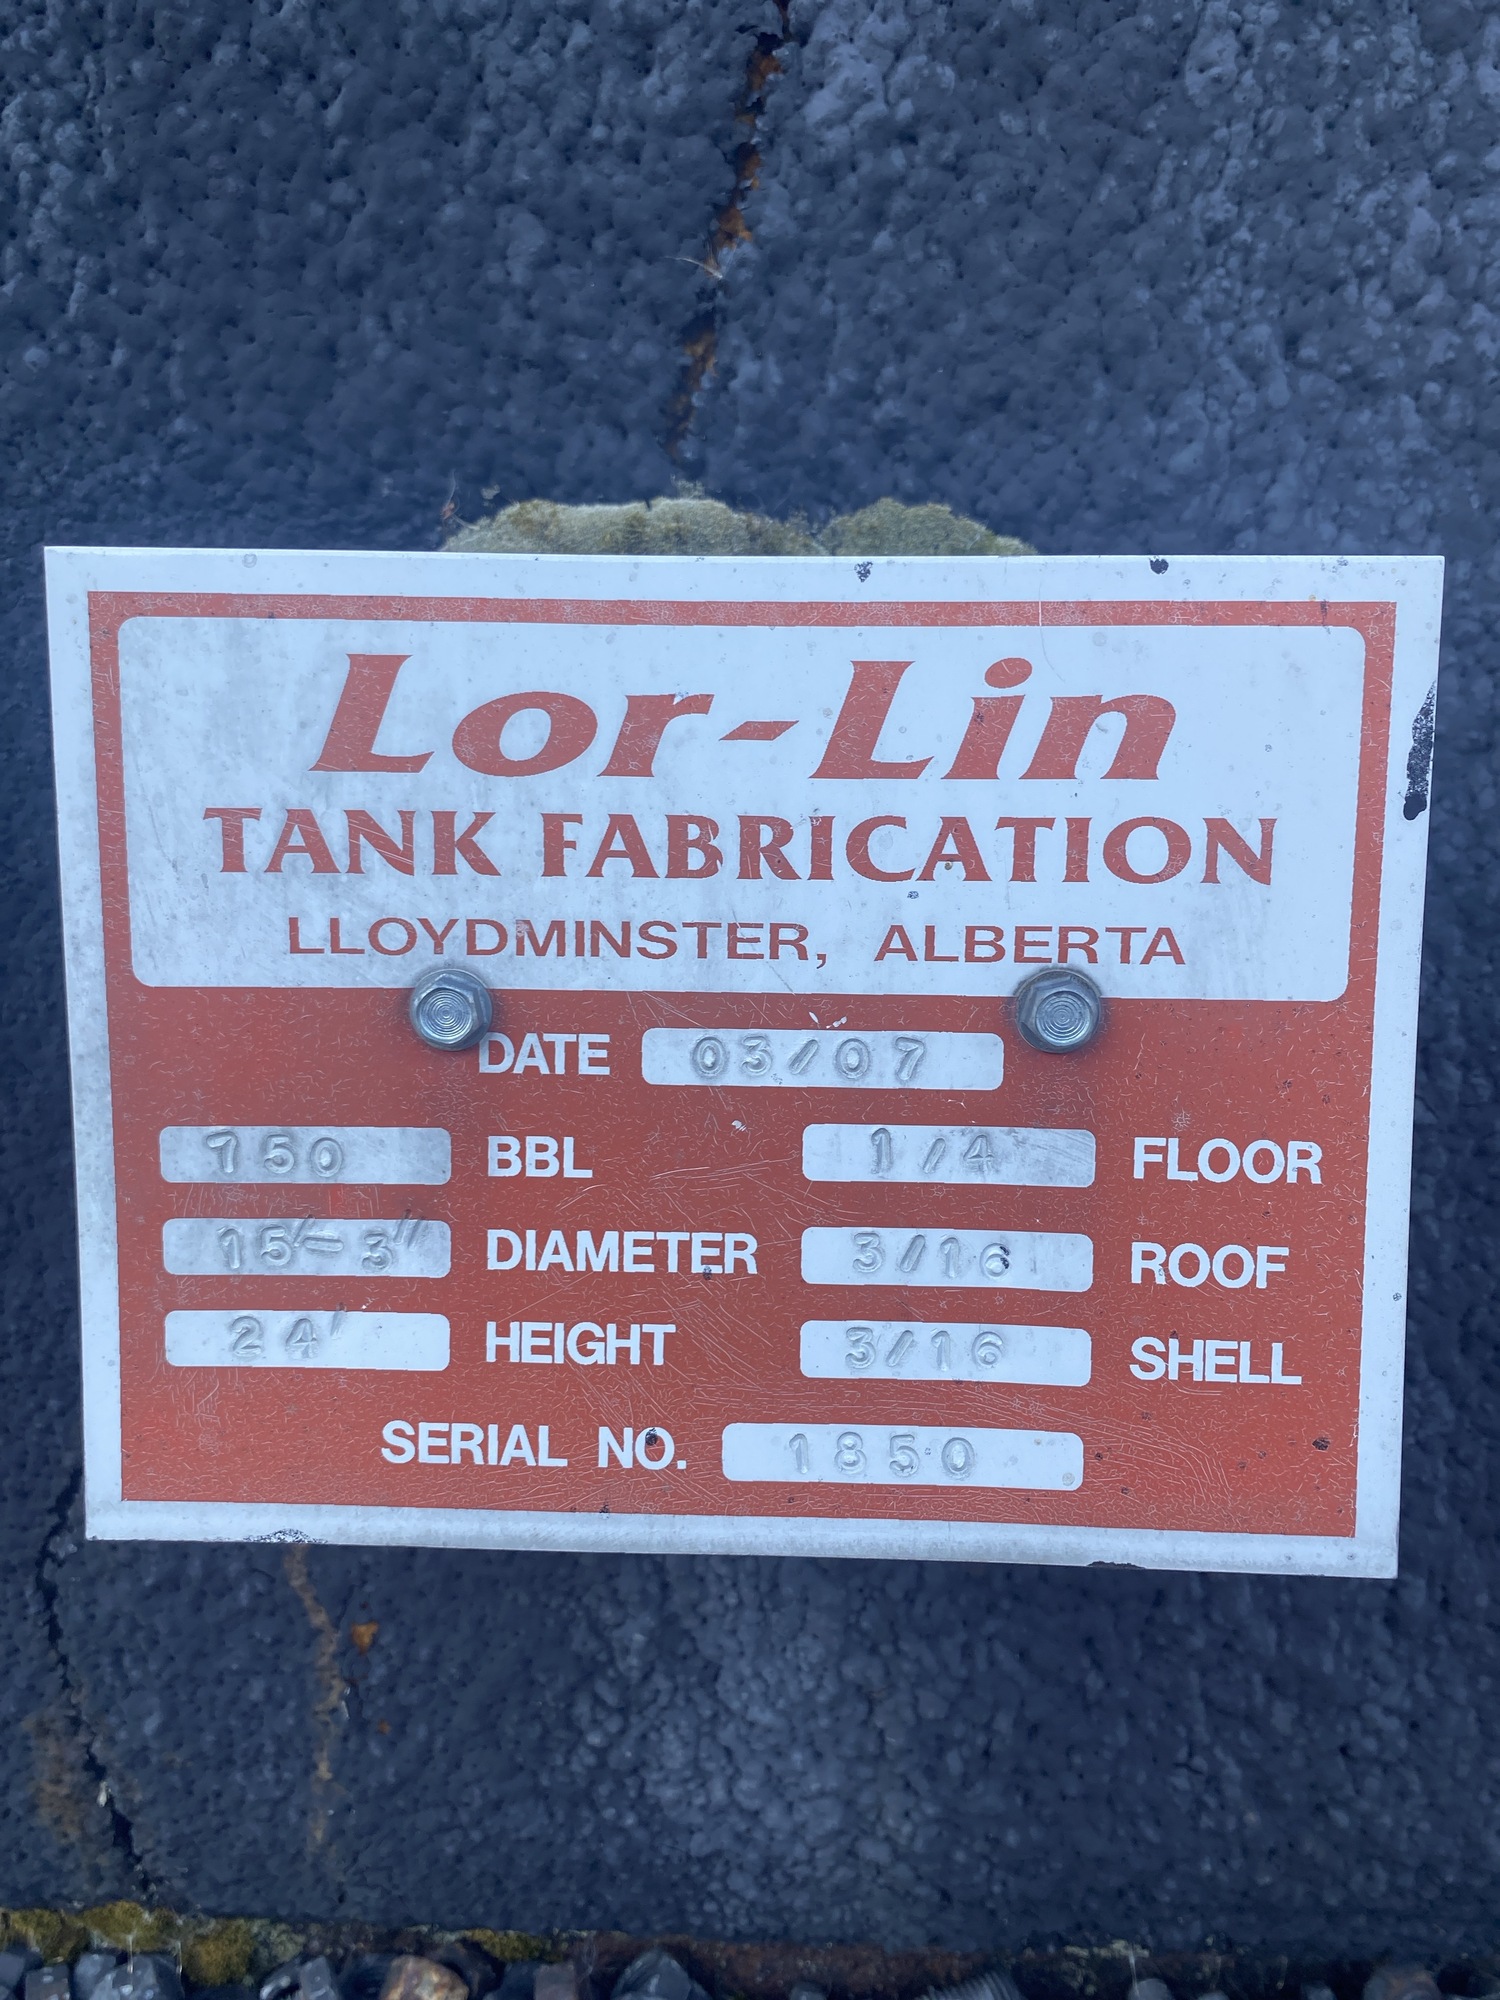 Lor-Lin
TANK FABRICATION
LLOYDMINSTER, ALBERTA
DATE 03/07
750 BBL 1/4 FLOOR
15'-3" DIAMETER 3/16 ROOF
24' HEIGHT 3/16 SHELL
SERIAL NO. 1850